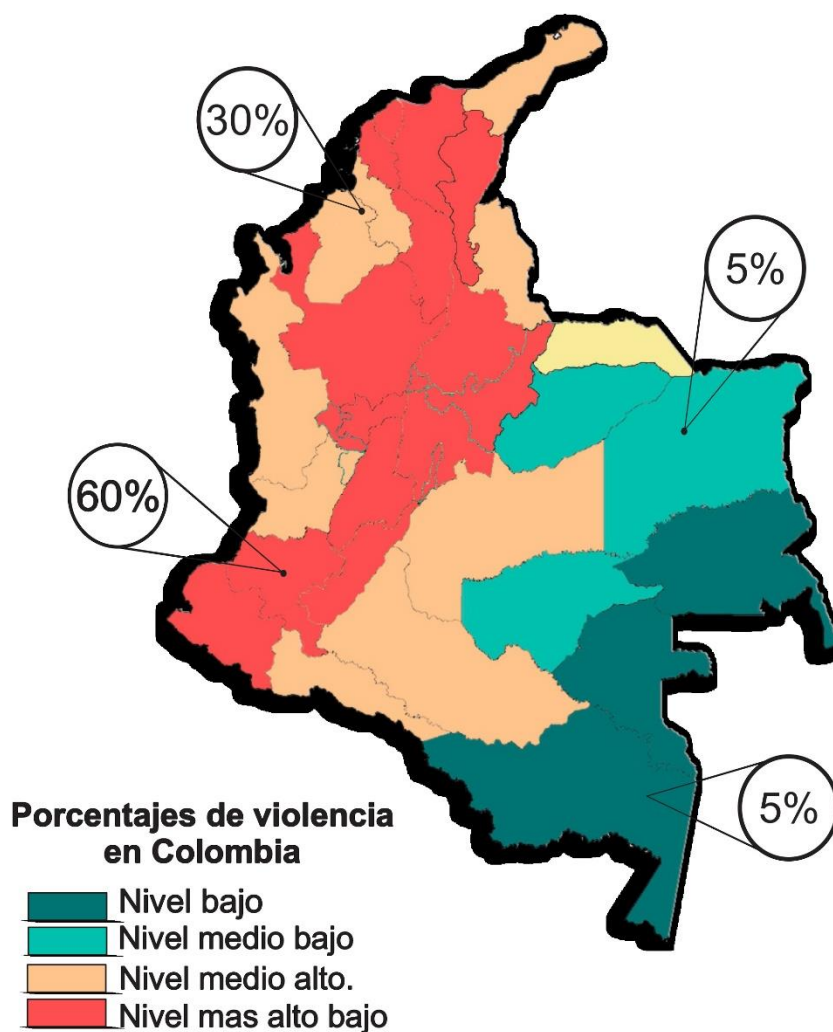 30%
5%
60%
5%
Porcentajes de violencia
en Colombia
Nivel bajo
Nivel medio bajo
Nivel medio alto.
Nivel mas alto bajo